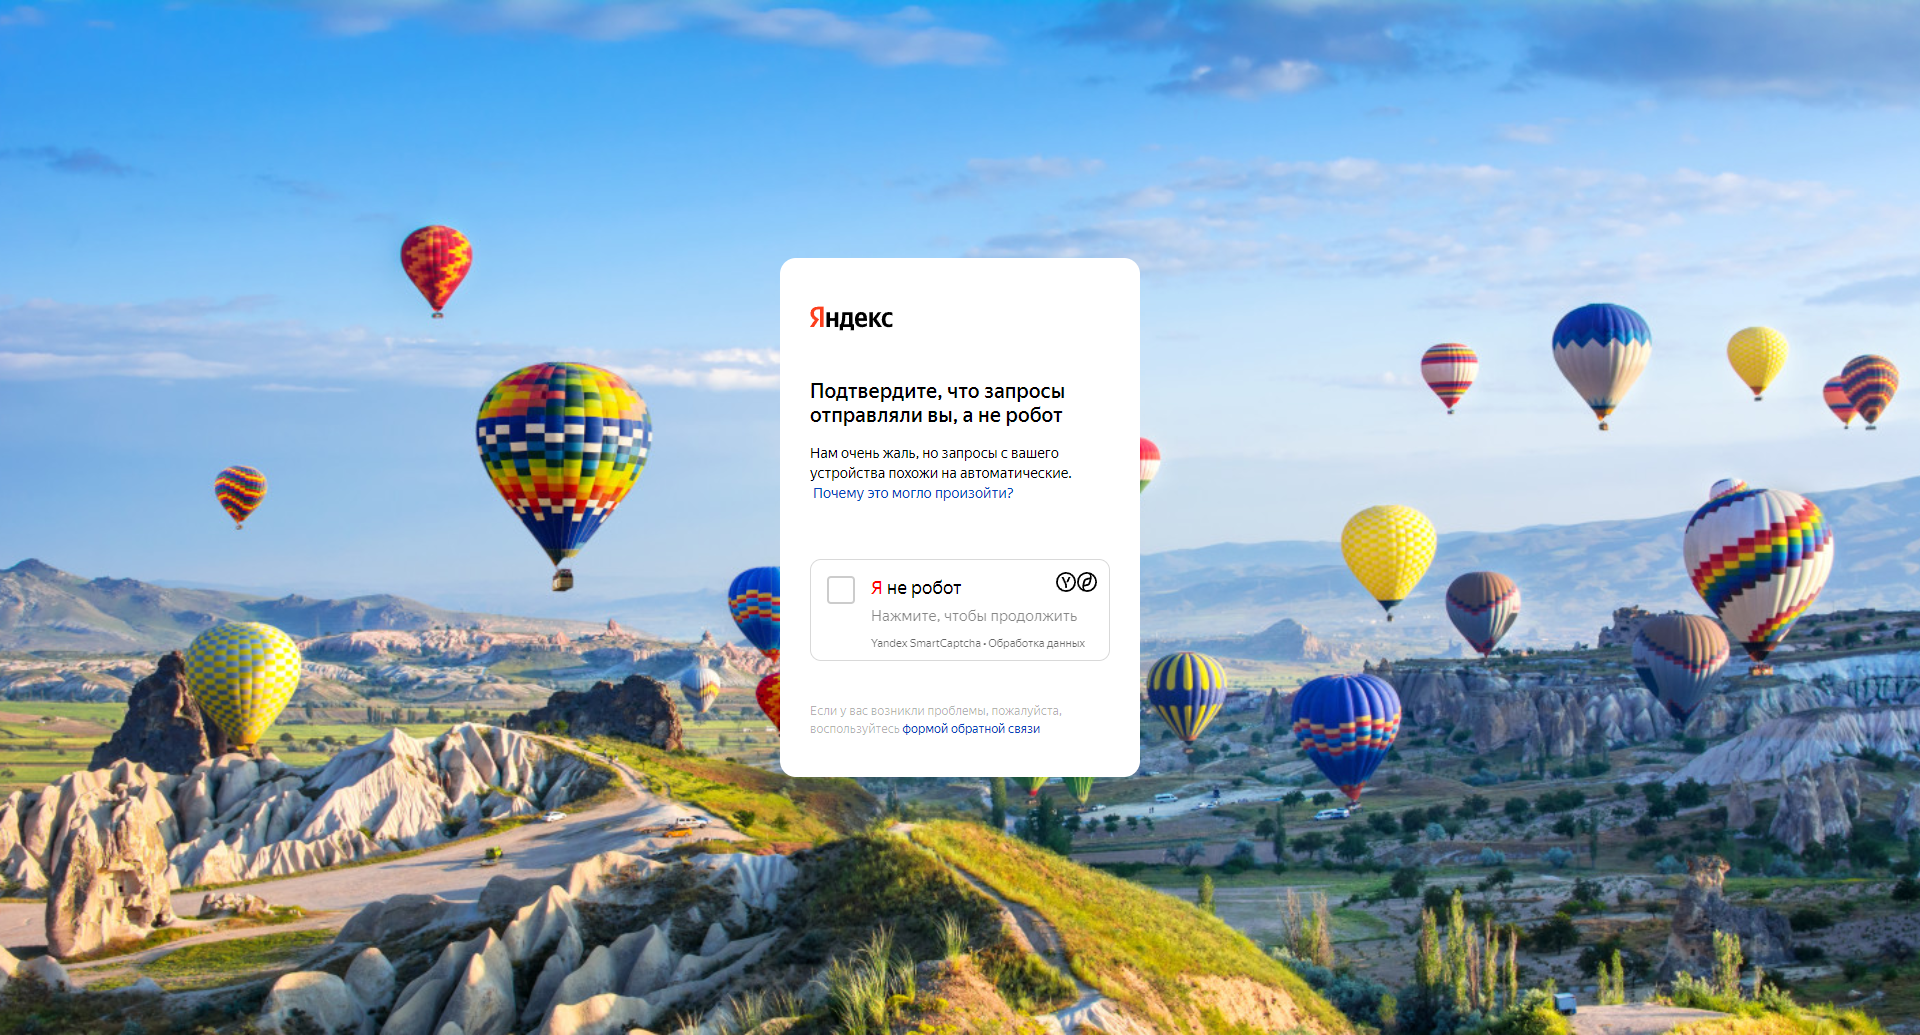 Яндекс
Подтвердите, что запросы
отправляли вы, а не робот
Нам очень жаль, но запросы с вашего
устройства похожи на автоматические.
Почему это могло произойти?
Я не робот
Нажмите, чтобы продолжить
Yandex SmartCaptcha • Обработка данных
Если у вас возникли проблемы, пожалуйста,
воспользуйтесь формой обратной связи